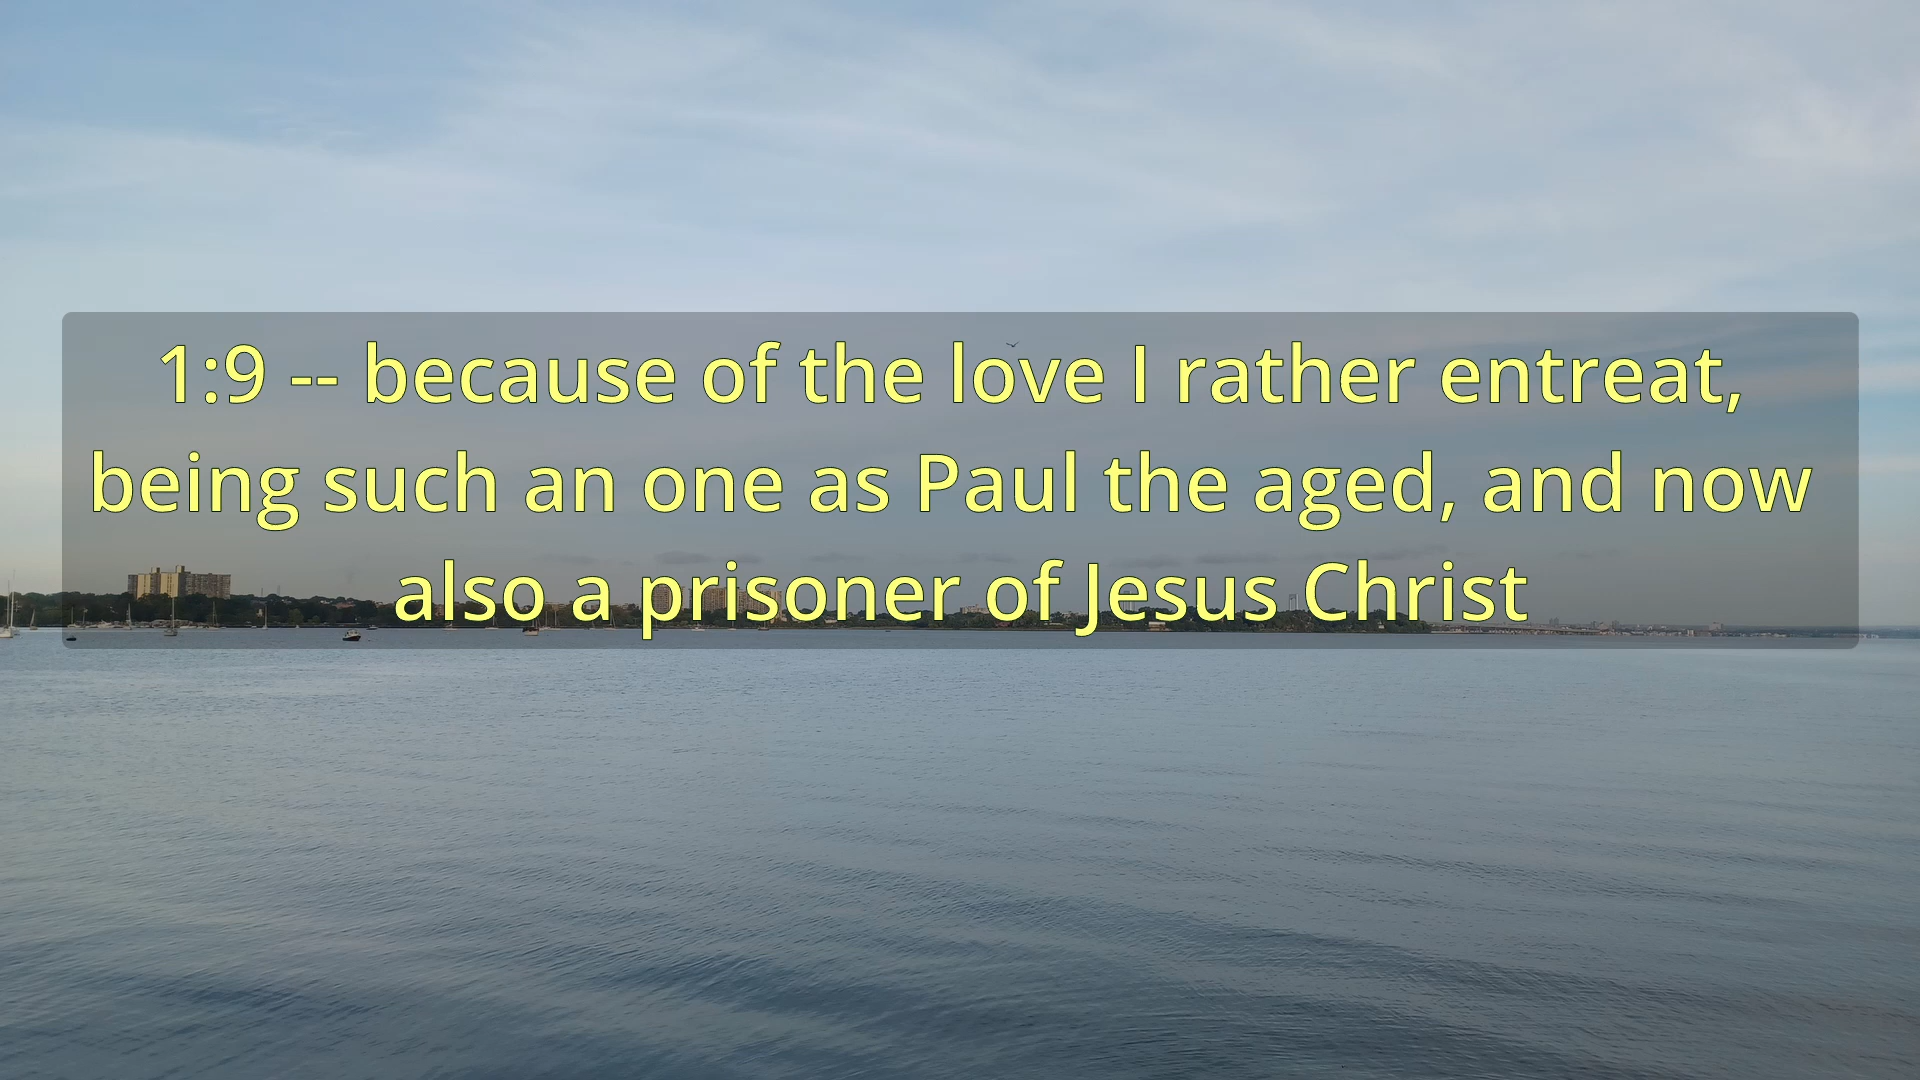 1:9 -- because of the love I rather entreat,
being such an one as Paul the aged, and now
also a prisoner of Jesus Christ